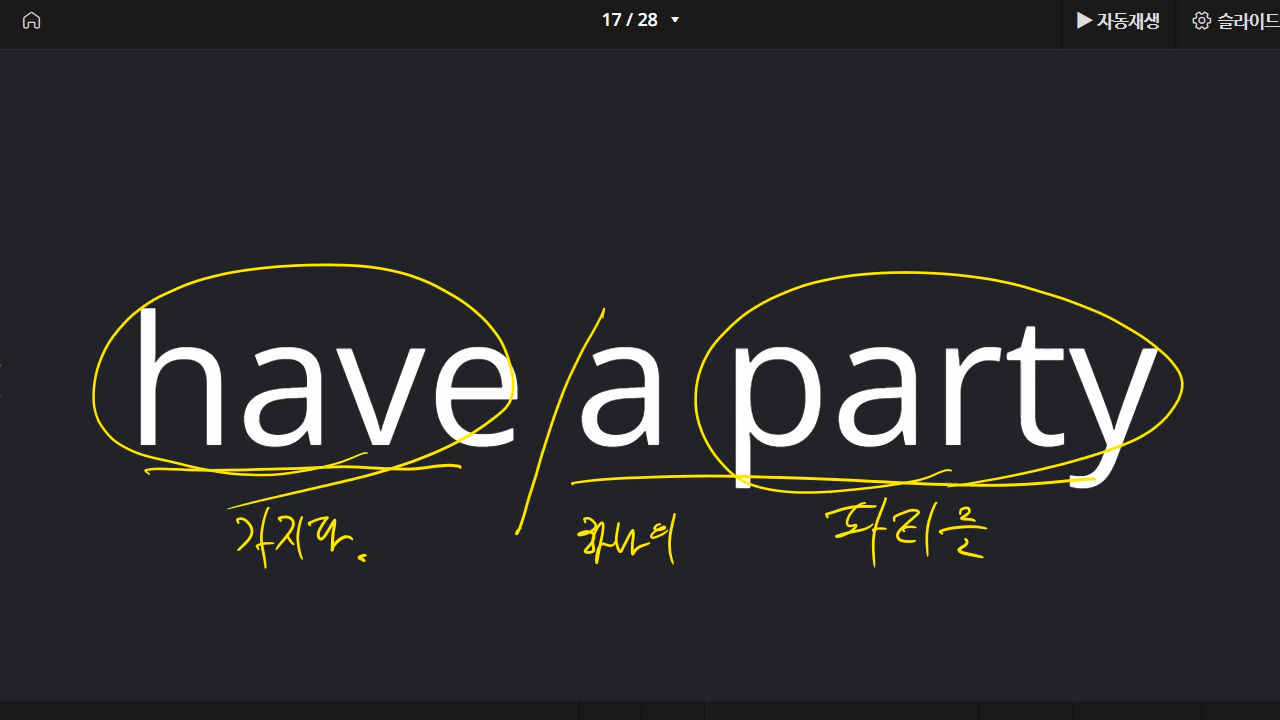 17 / 28
자동재생
슬라이드
have a party
가지다.
하나의 파티를